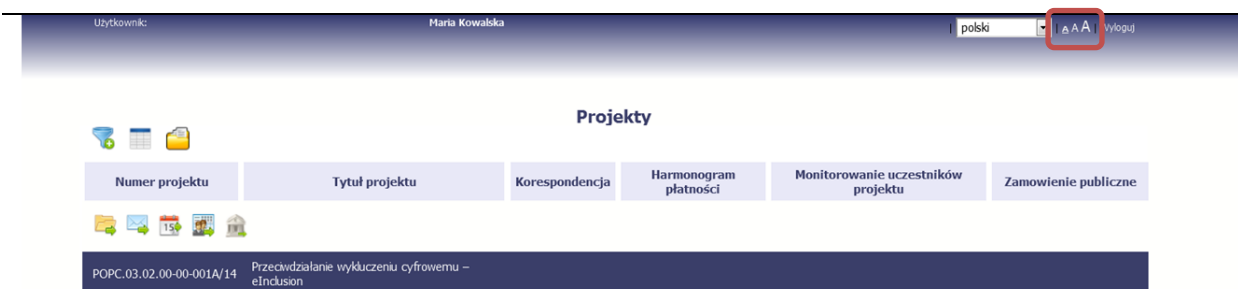 Użytkownik: Maria Kowalska | polski | A A A | Wyloguj
Projekty
Numer projektu Tytuł projektu Korespondencja Harmonogram płatności Monitorowanie uczestników projektu Zamowienie publiczne
15
POPC.03.02.00-00-001A/14 Przeciwdziałanie wykluczeniu cyfrowemu –
eInclusion